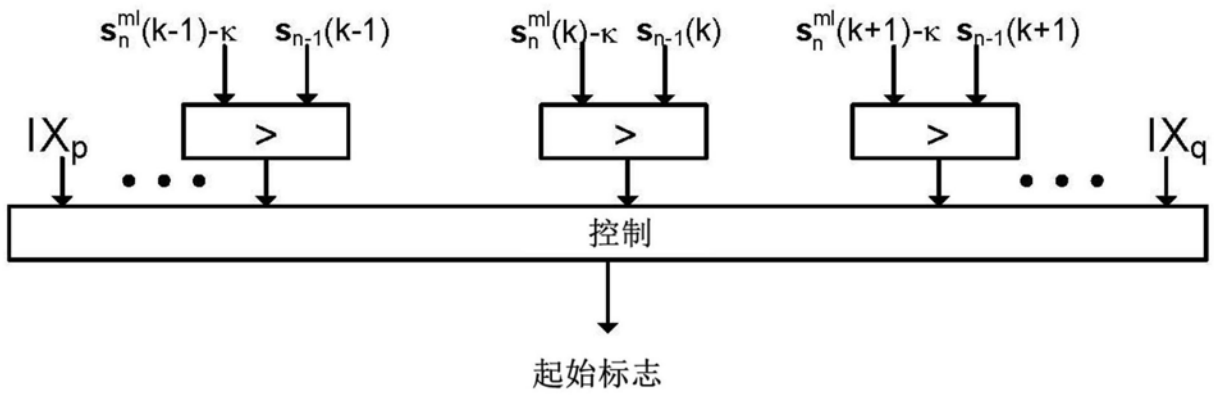 s_n^ml(k-1)-κ s_n-1(k-1) s_n^ml(k)-κ s_n-1(k) s_n^ml(k+1)-κ s_n-1(k+1)
IX_p > > > IX_q
控制
起始标志